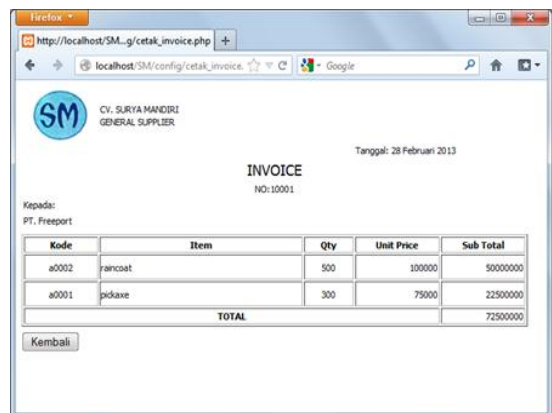 Firefox
http://localhost/SM...g/cetak_invoice.php +
localhost/SM/config/cetak_invoice. Google
SM
CV. SURYA MANDIRI
GENERAL SUPPLIER
Tanggal: 28 Februari 2013
INVOICE
NO:10001
Kepada:
PT. Freeport
Kode Item Qty Unit Price Sub Total
a0002 raincoat 500 100000 50000000
a0001 pickaxe 300 75000 22500000
TOTAL 72500000
Kembali